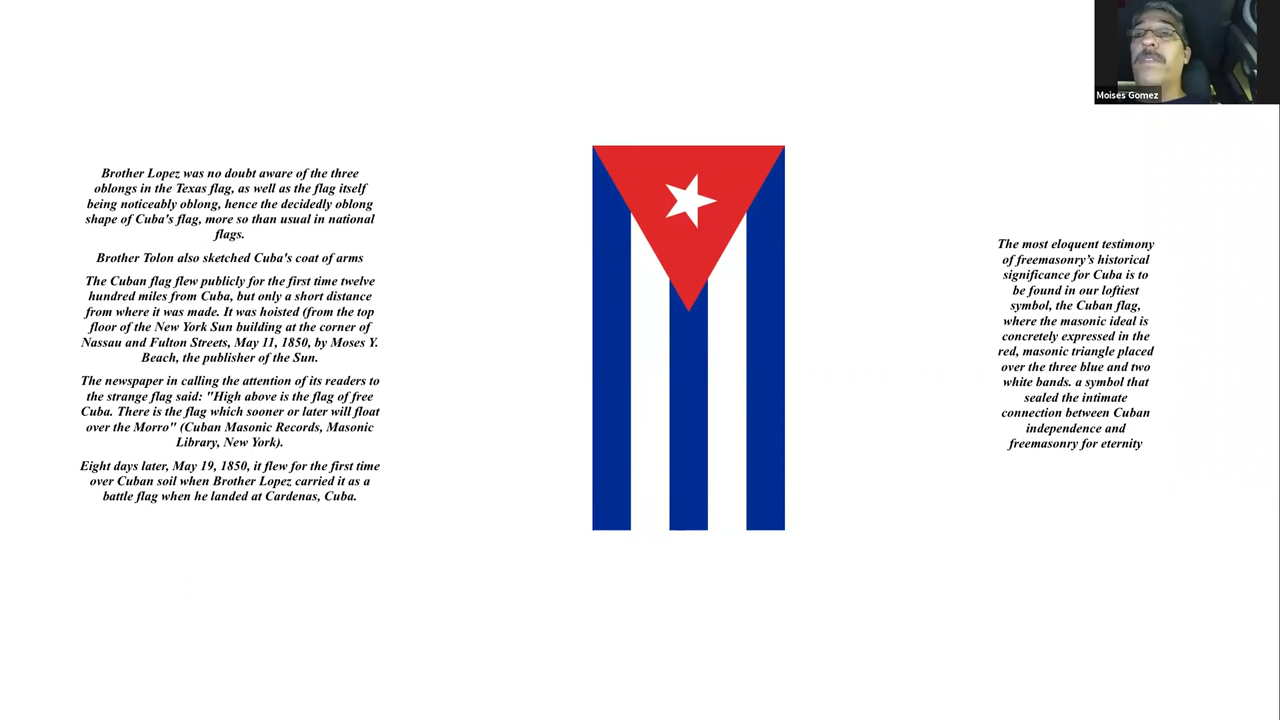 Moises Gomez
Brother Lopez was no doubt aware of the three
oblongs in the Texas flag, as well as the flag itself
being noticeably oblong, hence the decidedly oblong
shape of Cuba's flag, more so than usual in national
flags.
Brother Tolon also sketched Cuba's coat of arms
The Cuban flag flew publicly for the first time twelve
hundred miles from Cuba, but only a short distance
from where it was made. It was hoisted (from the top
floor of the New York Sun building at the corner of
Nassau and Fulton Streets, May 11, 1850, by Moses Y.
Beach, the publisher of the Sun.
The newspaper in calling the attention of its readers to
the strange flag said: "High above is the flag of free
Cuba. There is the flag which sooner or later will float
over the Morro" (Cuban Masonic Records, Masonic
Library, New York).
Eight days later, May 19, 1850, it flew for the first time
over Cuban soil when Brother Lopez carried it as a
battle flag when he landed at Cardenas, Cuba.
The most eloquent testimony
of freemasonry’s historical
significance for Cuba is to
be found in our loftiest
symbol, the Cuban flag,
where the masonic ideal is
concretely expressed in the
red, masonic triangle placed
over the three blue and two
white bands. a symbol that
sealed the intimate
connection between Cuban
independence and
freemasonry for eternity